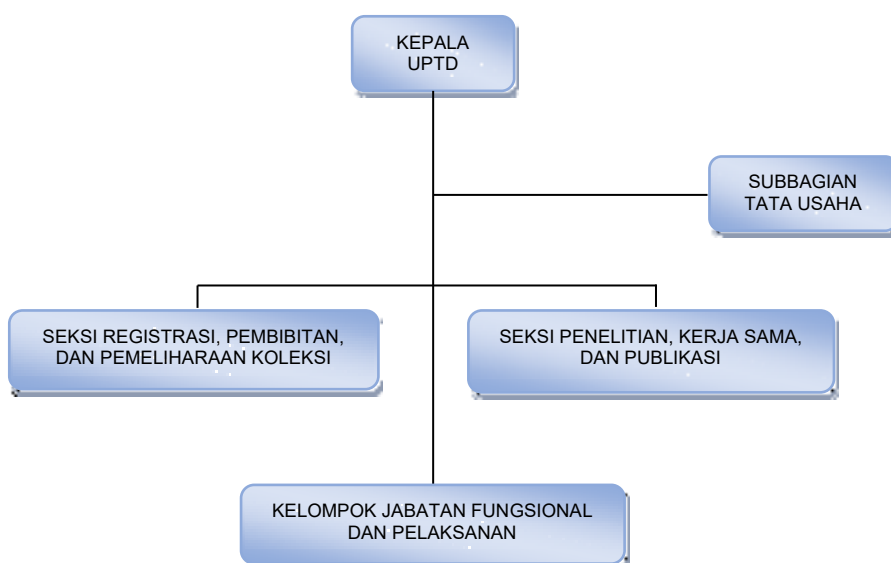 KEPALA
UPTD
SUBBAGIAN
TATA USAHA
SEKSI REGISTRASI, PEMBIBITAN,
DAN PEMELIHARAAN KOLEKSI
SEKSI PENELITIAN, KERJA SAMA,
DAN PUBLIKASI
KELOMPOK JABATAN FUNGSIONAL
DAN PELAKSANAN